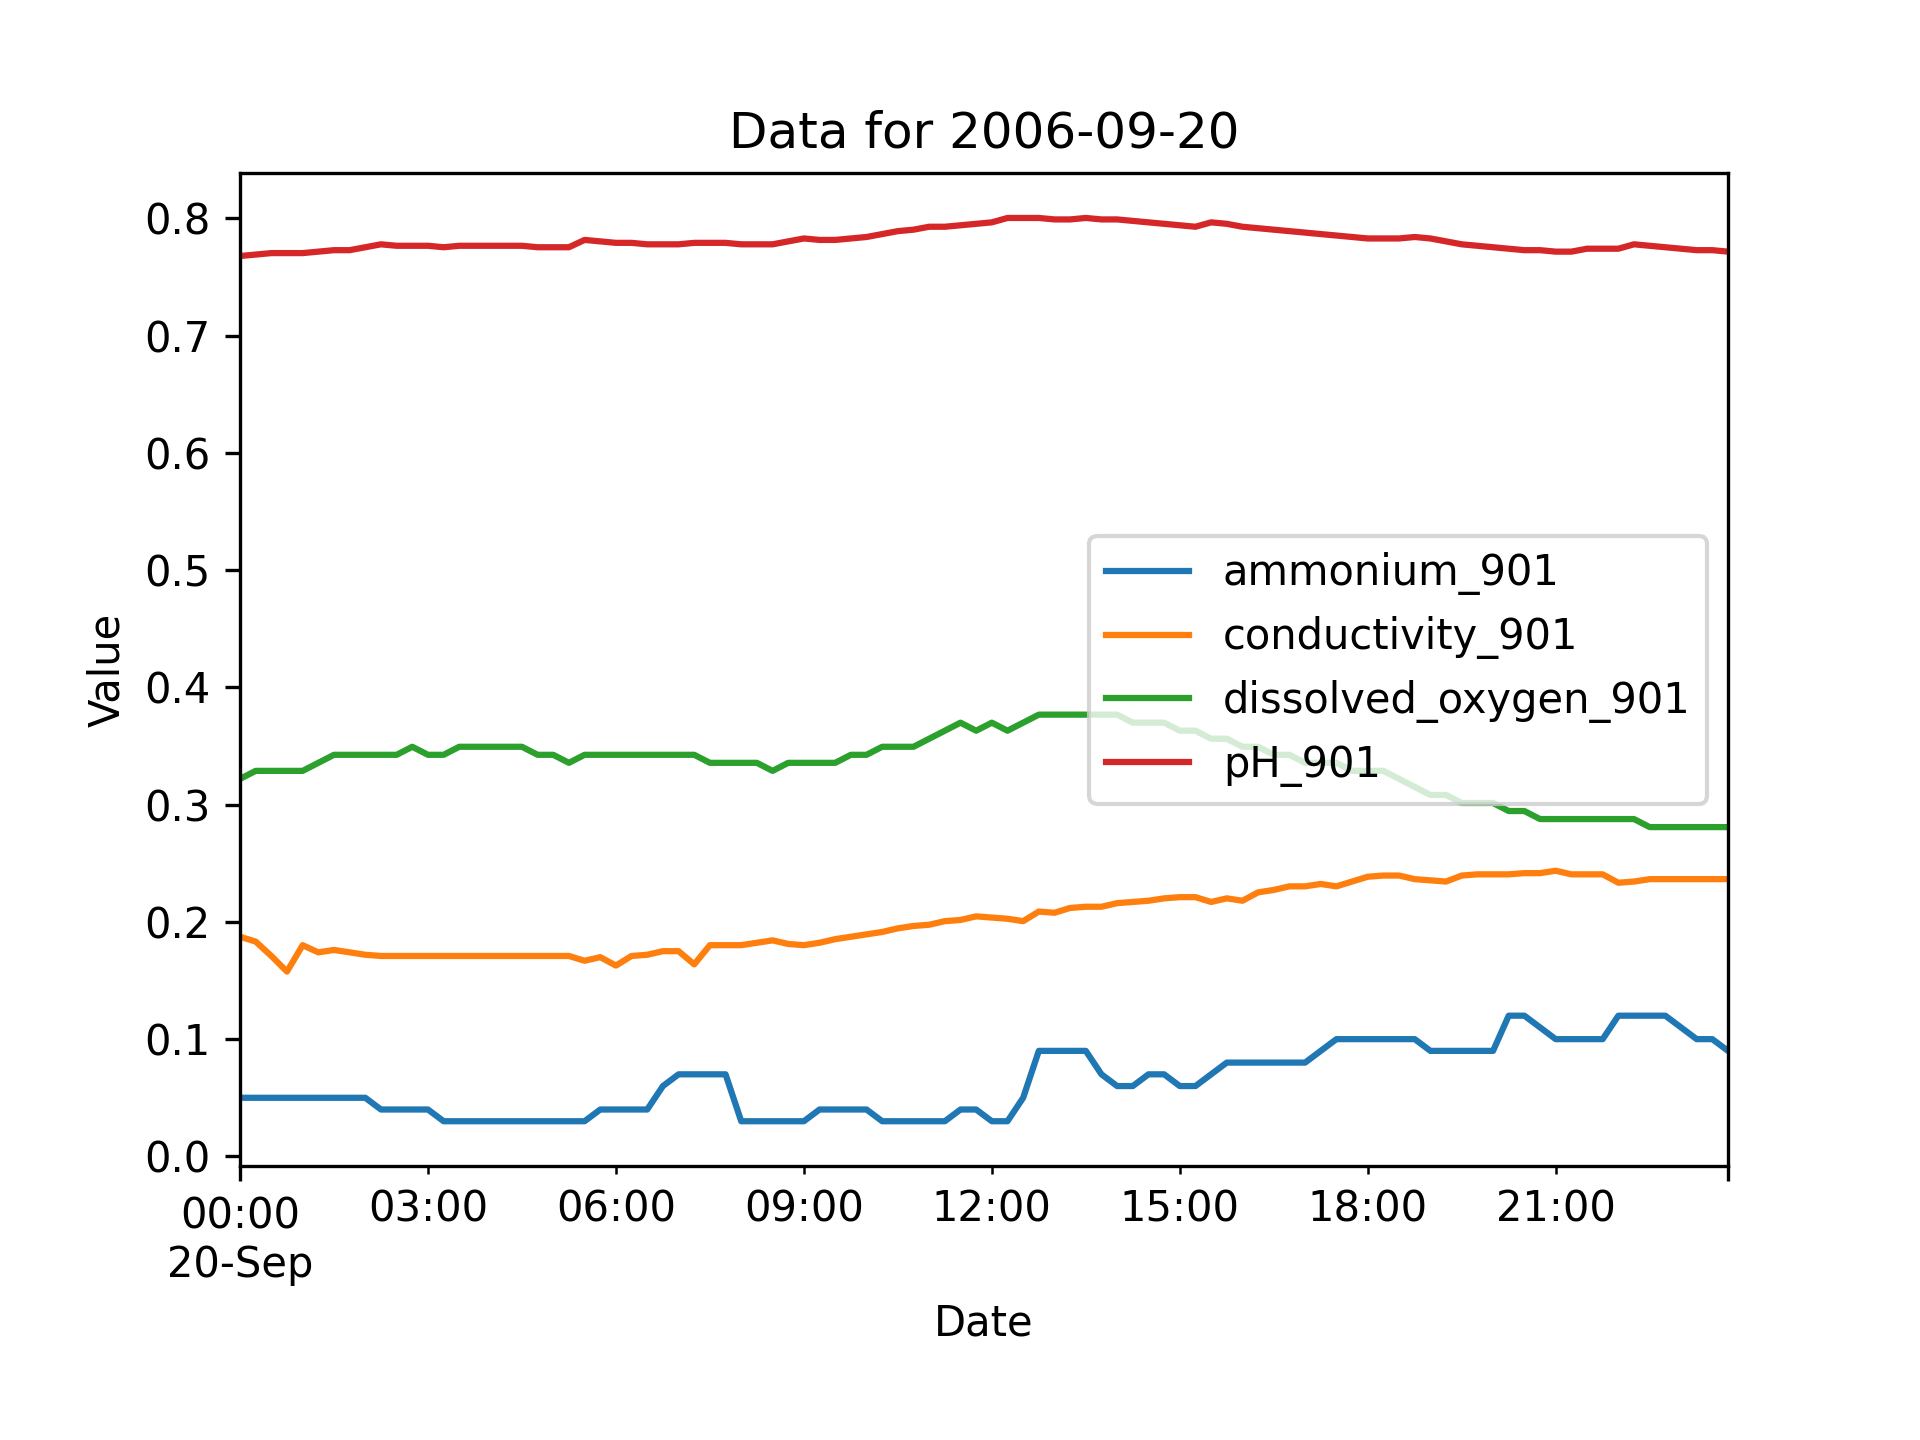 Data for 2006-09-20
Value
0.8
0.7
0.6
0.5
0.4
0.3
0.2
0.1
0.0
ammonium_901
conductivity_901
dissolved_oxygen_901
pH_901
00:00 03:00 06:00 09:00 12:00 15:00 18:00 21:00
20-Sep
Date